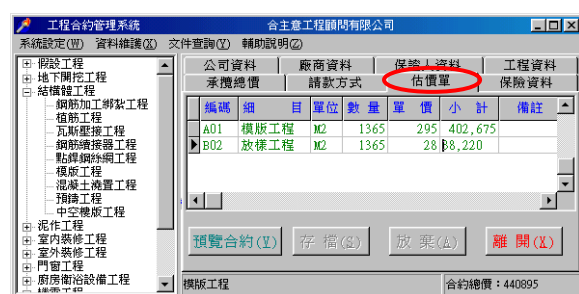 工程合約管理系統 合主意工程顧問有限公司
系統設定(W) 資料維護(X) 文件查詢(Y) 輔助說明(Z)
假設工程
地下開挖工程
結構體工程
鋼筋加工綁紮工程
植筋工程
瓦斯壓接工程
鋼筋續接器工程
點銲鋼絲網工程
模版工程
混凝土澆置工程
預鑄工程
中空樓版工程
泥作工程
室內裝修工程
室外裝修工程
門窗工程
廚房衛浴設備工程
公司資料 廠商資料 保證人資料 工程資料
承攬總價 請款方式 估價單 保險資料
編碼 細 目 單位 數 量 單 價 小 計 備註
A01 模版工程 M2 1365 295 402,675
B02 放樣工程 M2 1365 28 38,220
預覽合約(Y) 存 檔(S) 放 棄(A) 離 開(X)
模版工程 合約總價：440895